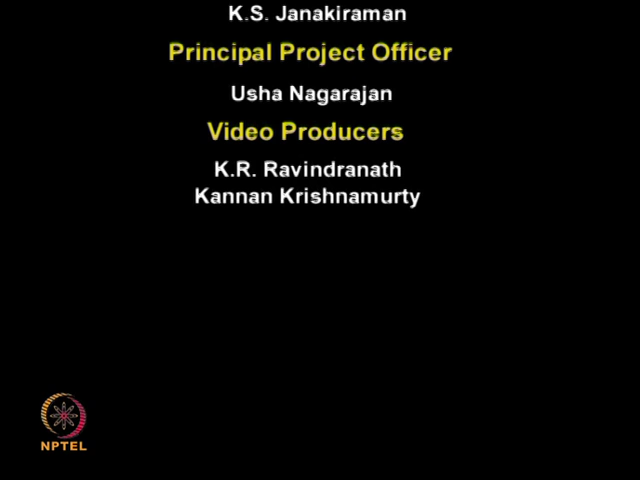 K.S. Janakiraman
Principal Project Officer
Usha Nagarajan
Video Producers
K.R. Ravindranath
Kannan Krishnamurty
NPTEL